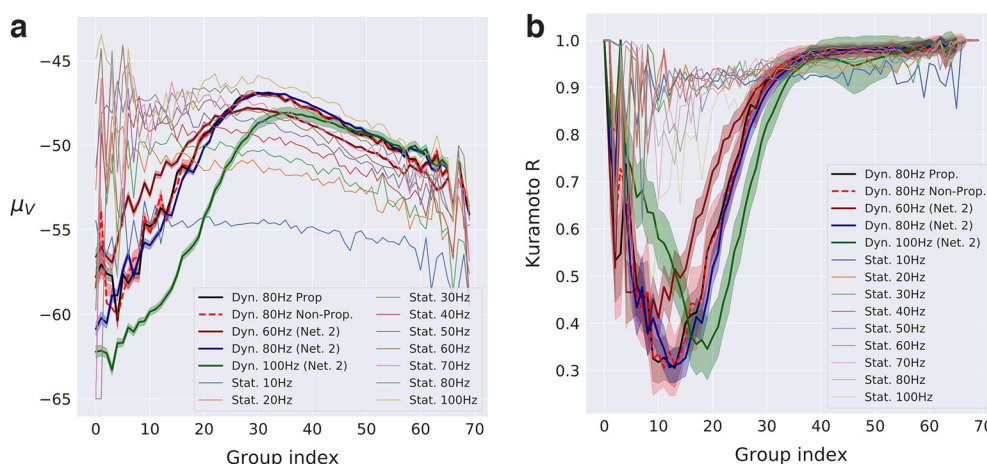 a
b
−45
−50
−55
−60
−65
μV
0 10 20 30 40 50 60 70
Group index
Dyn. 80Hz Prop
Dyn. 80Hz Non-Prop.
Dyn. 60Hz (Net. 2)
Dyn. 80Hz (Net. 2)
Dyn. 100Hz (Net. 2)
Stat. 10Hz
Stat. 20Hz
Stat. 30Hz
Stat. 40Hz
Stat. 50Hz
Stat. 60Hz
Stat. 70Hz
Stat. 80Hz
Stat. 100Hz
1.0
0.9
0.8
0.7
0.6
0.5
0.4
0.3
Kuramoto R
0 10 20 30 40 50 60 70
Group index
Dyn. 80Hz Prop.
Dyn. 80Hz Non-Prop.
Dyn. 60Hz (Net. 2)
Dyn. 80Hz (Net. 2)
Dyn. 100Hz (Net. 2)
Stat. 10Hz
Stat. 20Hz
Stat. 30Hz
Stat. 40Hz
Stat. 50Hz
Stat. 60Hz
Stat. 70Hz
Stat. 80Hz
Stat. 100Hz